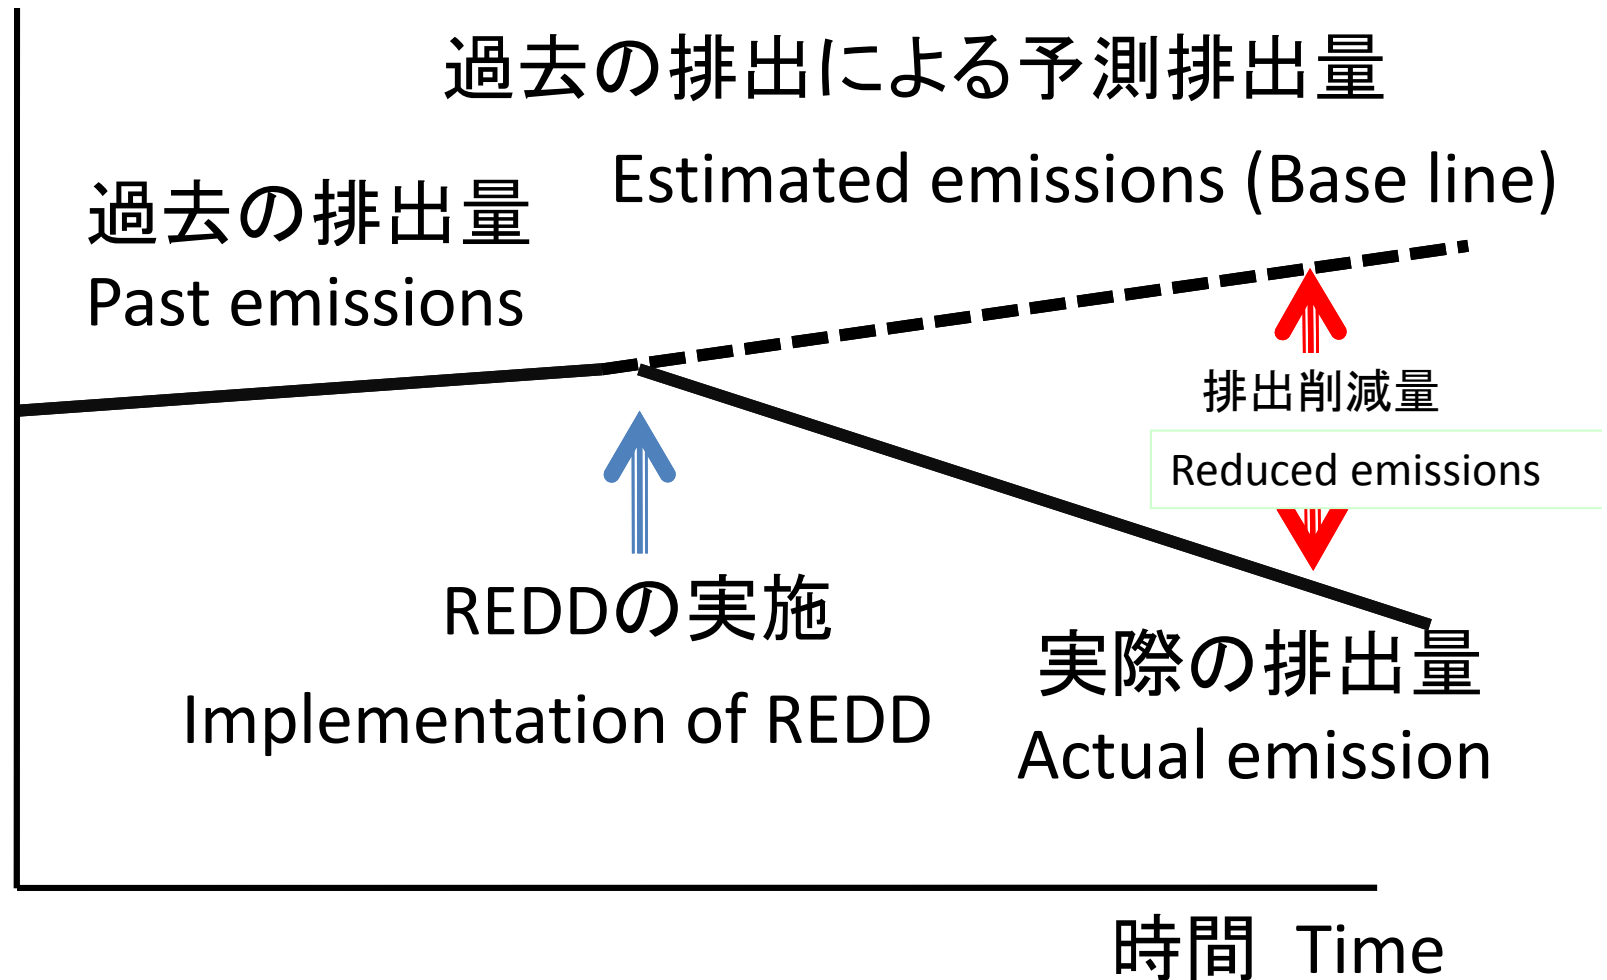 過去の排出による予測排出量
Estimated emissions (Base line)
過去の排出量
Past emissions
排出削減量
Reduced emissions
REDDの実施
Implementation of REDD
実際の排出量
Actual emission
時間 Time